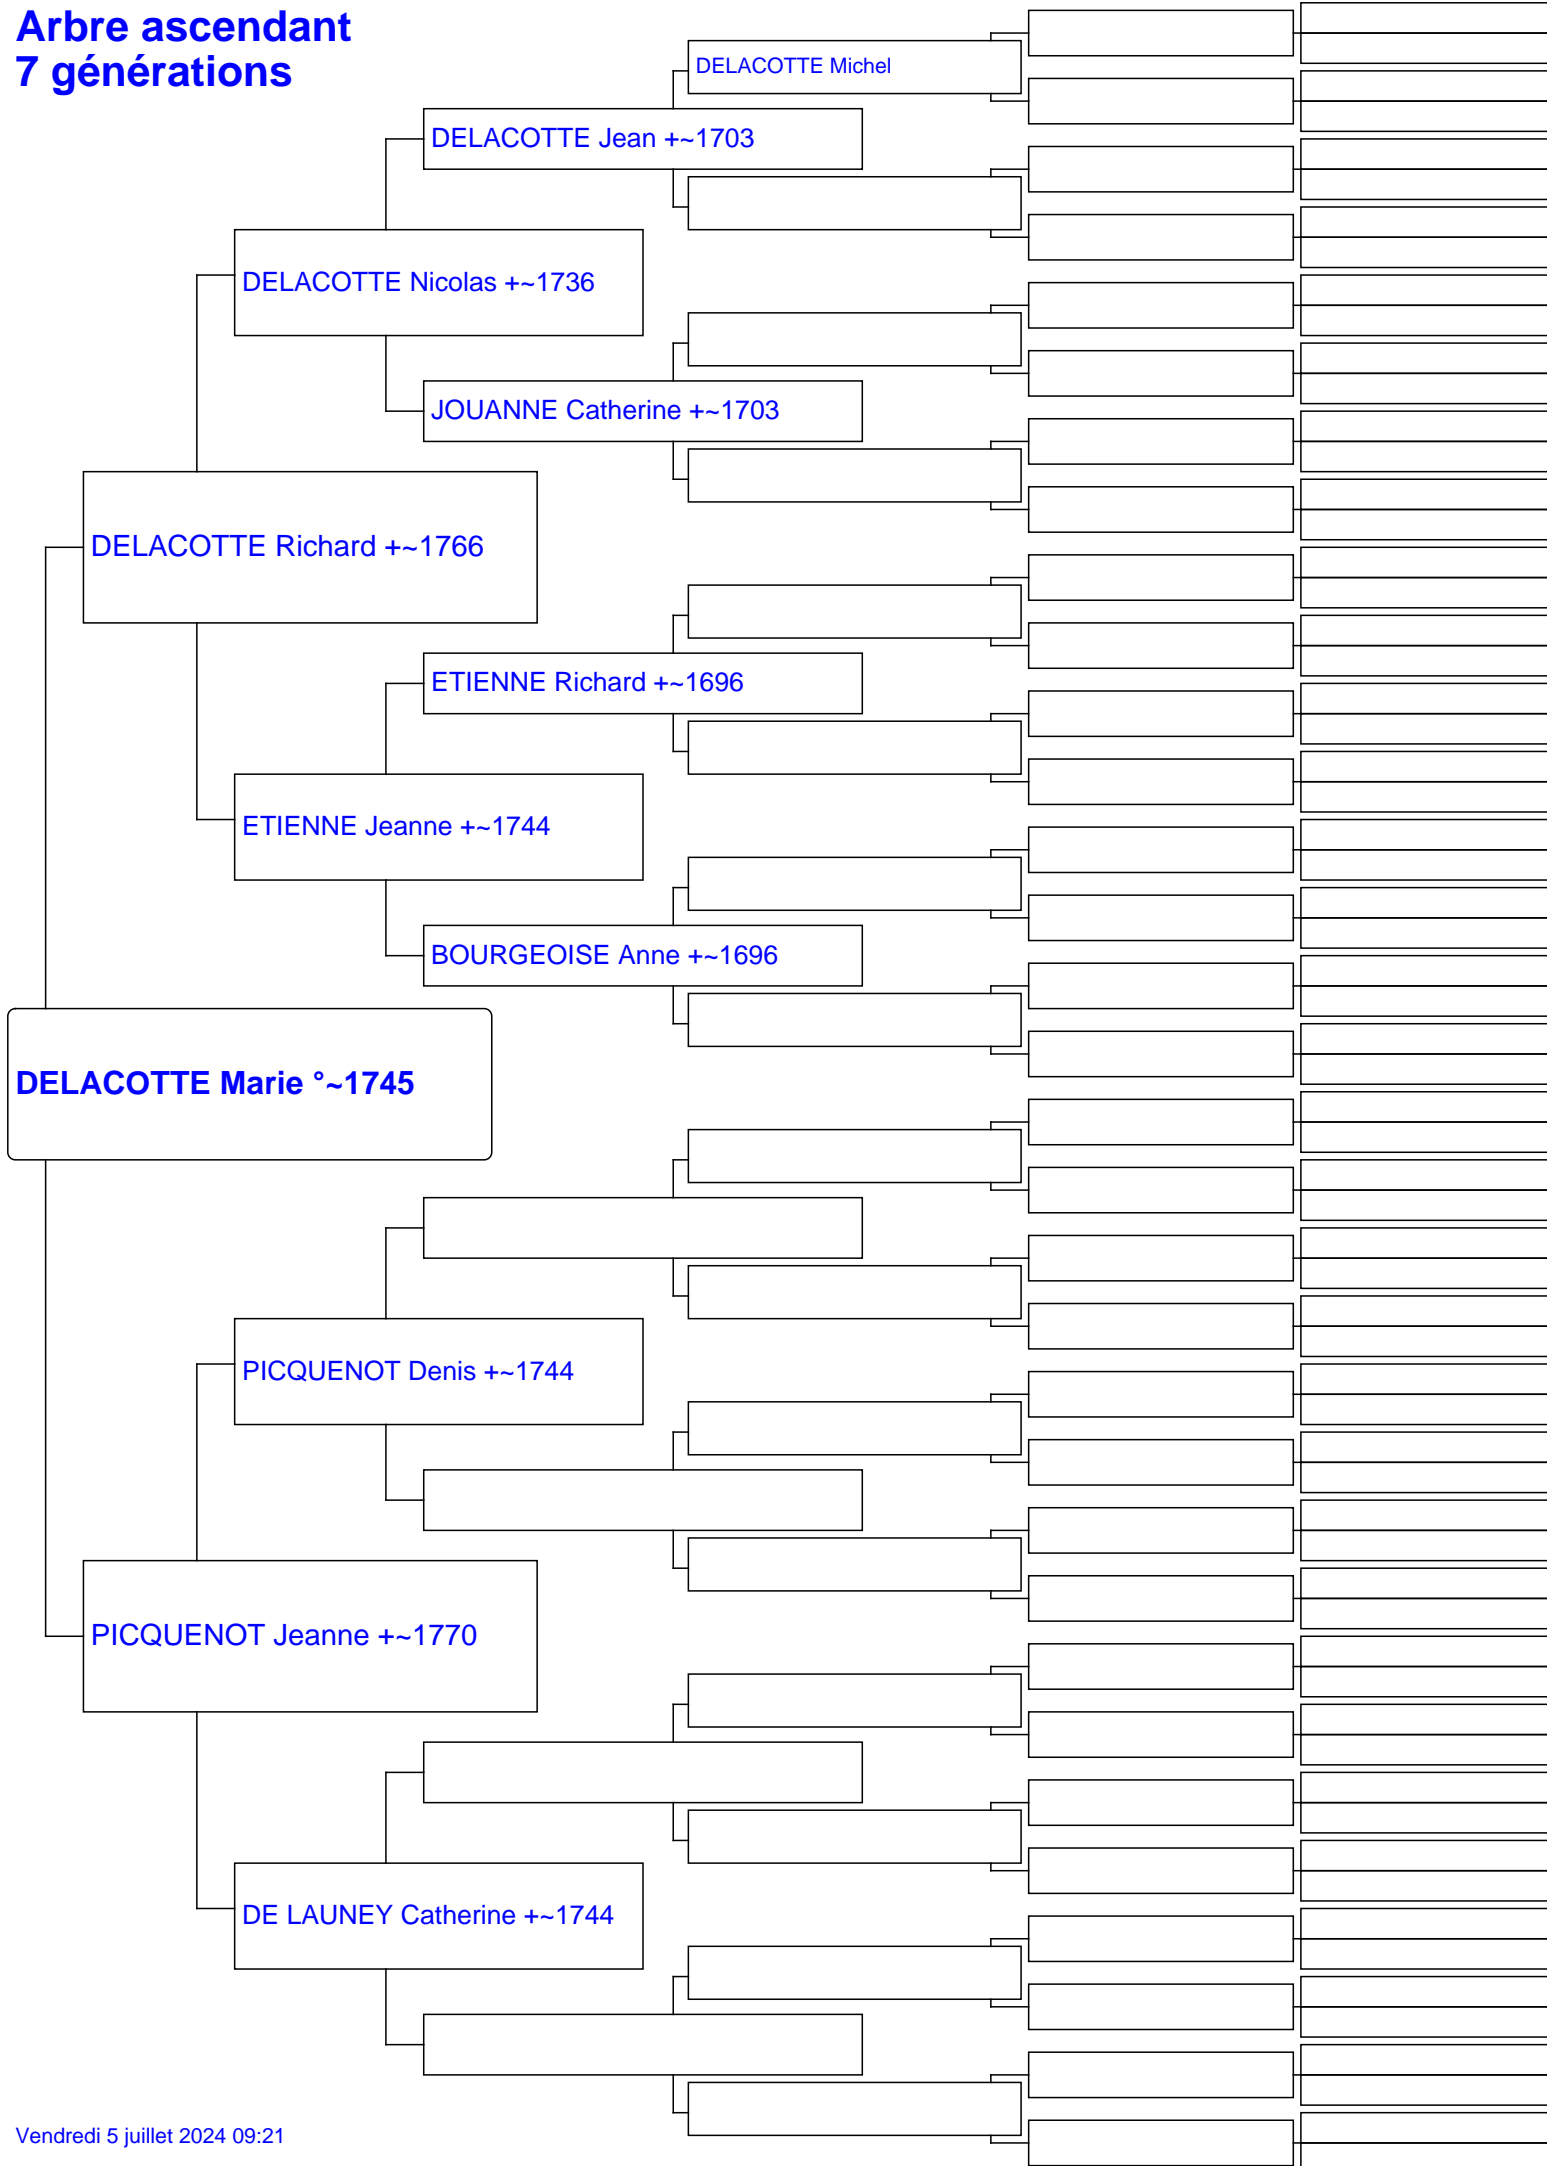 Arbre ascendant
7 générations
DELACOTTE Michel
DELACOTTE Jean +~1703
DELACOTTE Nicolas +~1736
JOUANNE Catherine +~1703
DELACOTTE Richard +~1766
ETIENNE Richard +~1696
ETIENNE Jeanne +~1744
BOURGEOISE Anne +~1696
DELACOTTE Marie °~1745
PICQUENOT Denis +~1744
PICQUENOT Jeanne +~1770
DE LAUNEY Catherine +~1744
Vendredi 5 juillet 2024 09:21